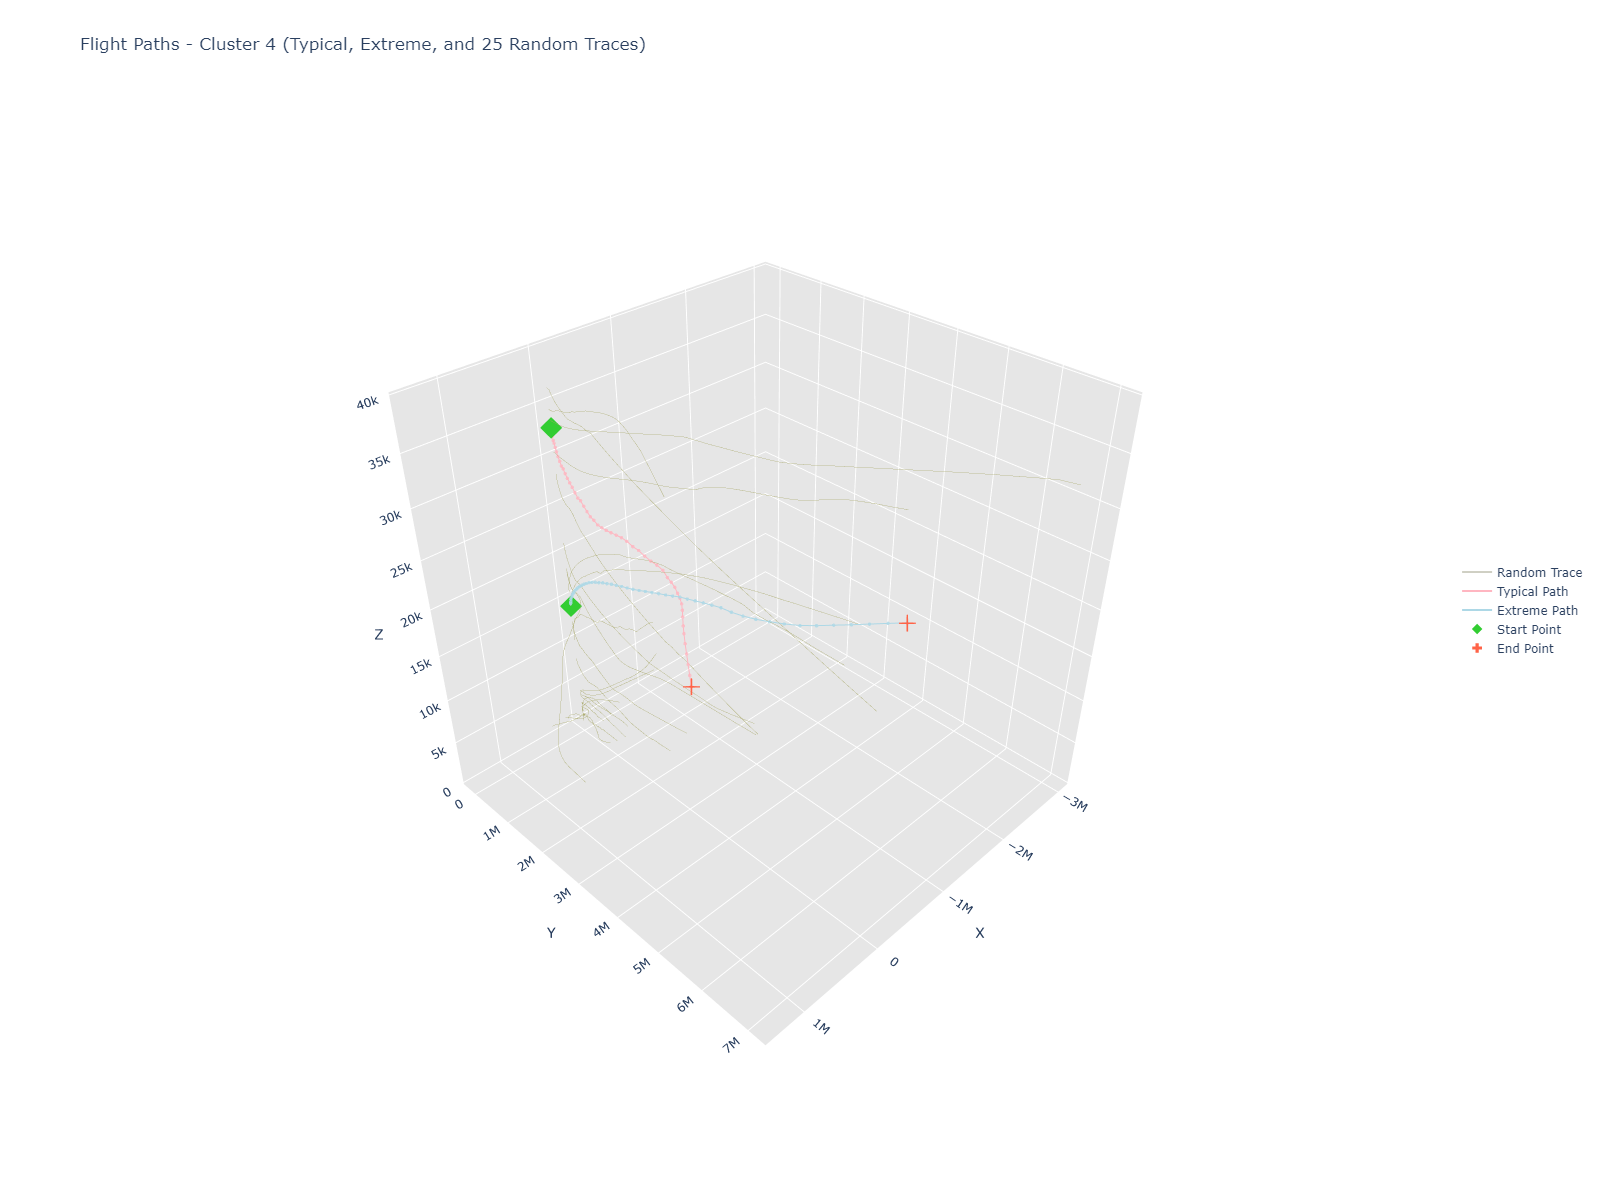 Flight Paths - Cluster 4 (Typical, Extreme, and 25 Random Traces)
40k
35k
30k
25k
20k
15k
10k
5k
0
Z
0
1M
2M
3M
4M
5M
6M
7M
Y
−3M
−2M
−1M
0
1M
X
Random Trace
Typical Path
Extreme Path
Start Point
End Point